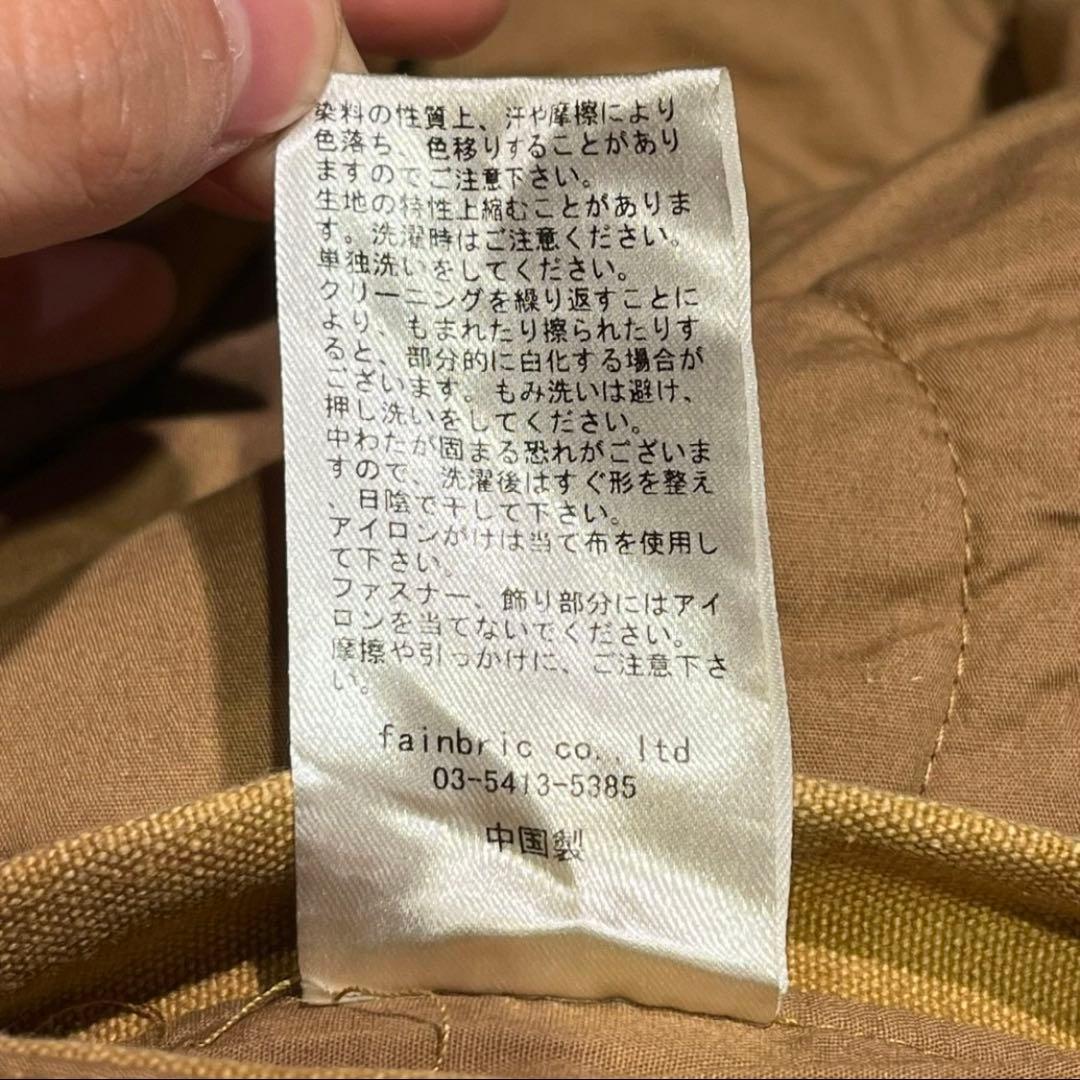 染料の性質上、汗や摩擦により
色落ち、色移りすることがあり
ますのでご注意下さい。
生地の特性上縮むことがありま
す。洗濯時はご注意ください。
単独洗いをしてください。
クリーニングを繰り返すことに
より、もまれたり擦られたりす
ると、部分的に白化する場合が
ございます。もみ洗いは避け、
押し洗いをしてください。
中わたが固まる恐れがございま
すので、洗濯後はすぐ形を整え
、日陰で干して下さい。
アイロンがけは当て布を使用し
て下さい。
ファスナー、飾り部分にはアイ
ロンを当てないでください。
摩擦や引っかけに、ご注意下さ
い。
fainbric co.,ltd
03-5413-5385
中国製